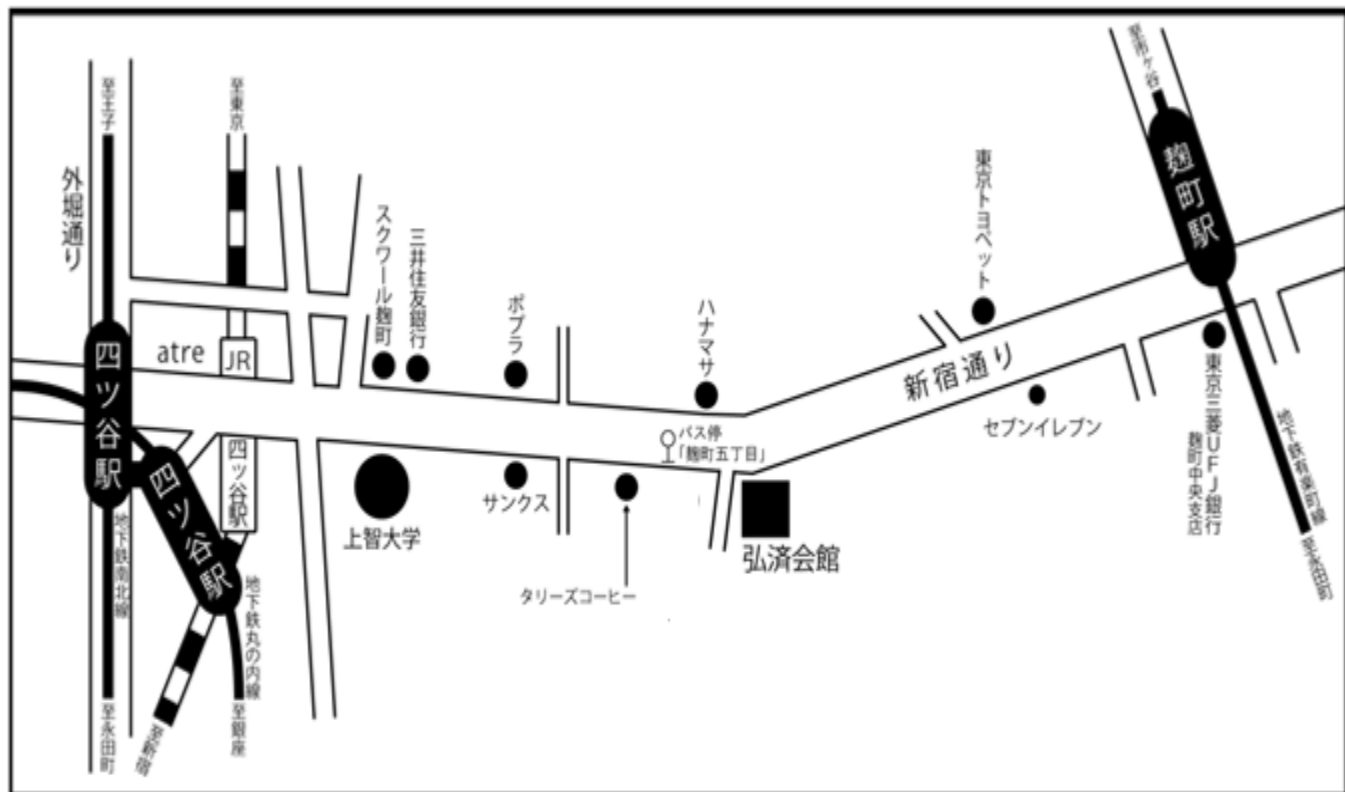 至王子
外堀通り
至東京
atre
JR
四ツ谷駅
四ツ谷駅
四ツ谷駅
地下鉄南北線
至永田町
至新宿
地下鉄丸の内線
至銀座
スクワール麹町
三井住友銀行
ポプラ
ハナマサ
上智大学
サンクス
タリーズコーヒー
バス停
「麹町五丁目」
弘済会館
新宿通り
東京トヨペット
セブンイレブン
至市ヶ谷
麹町駅
東京三菱UFJ銀行
麹町中央支店
地下鉄有楽町線
至永田町